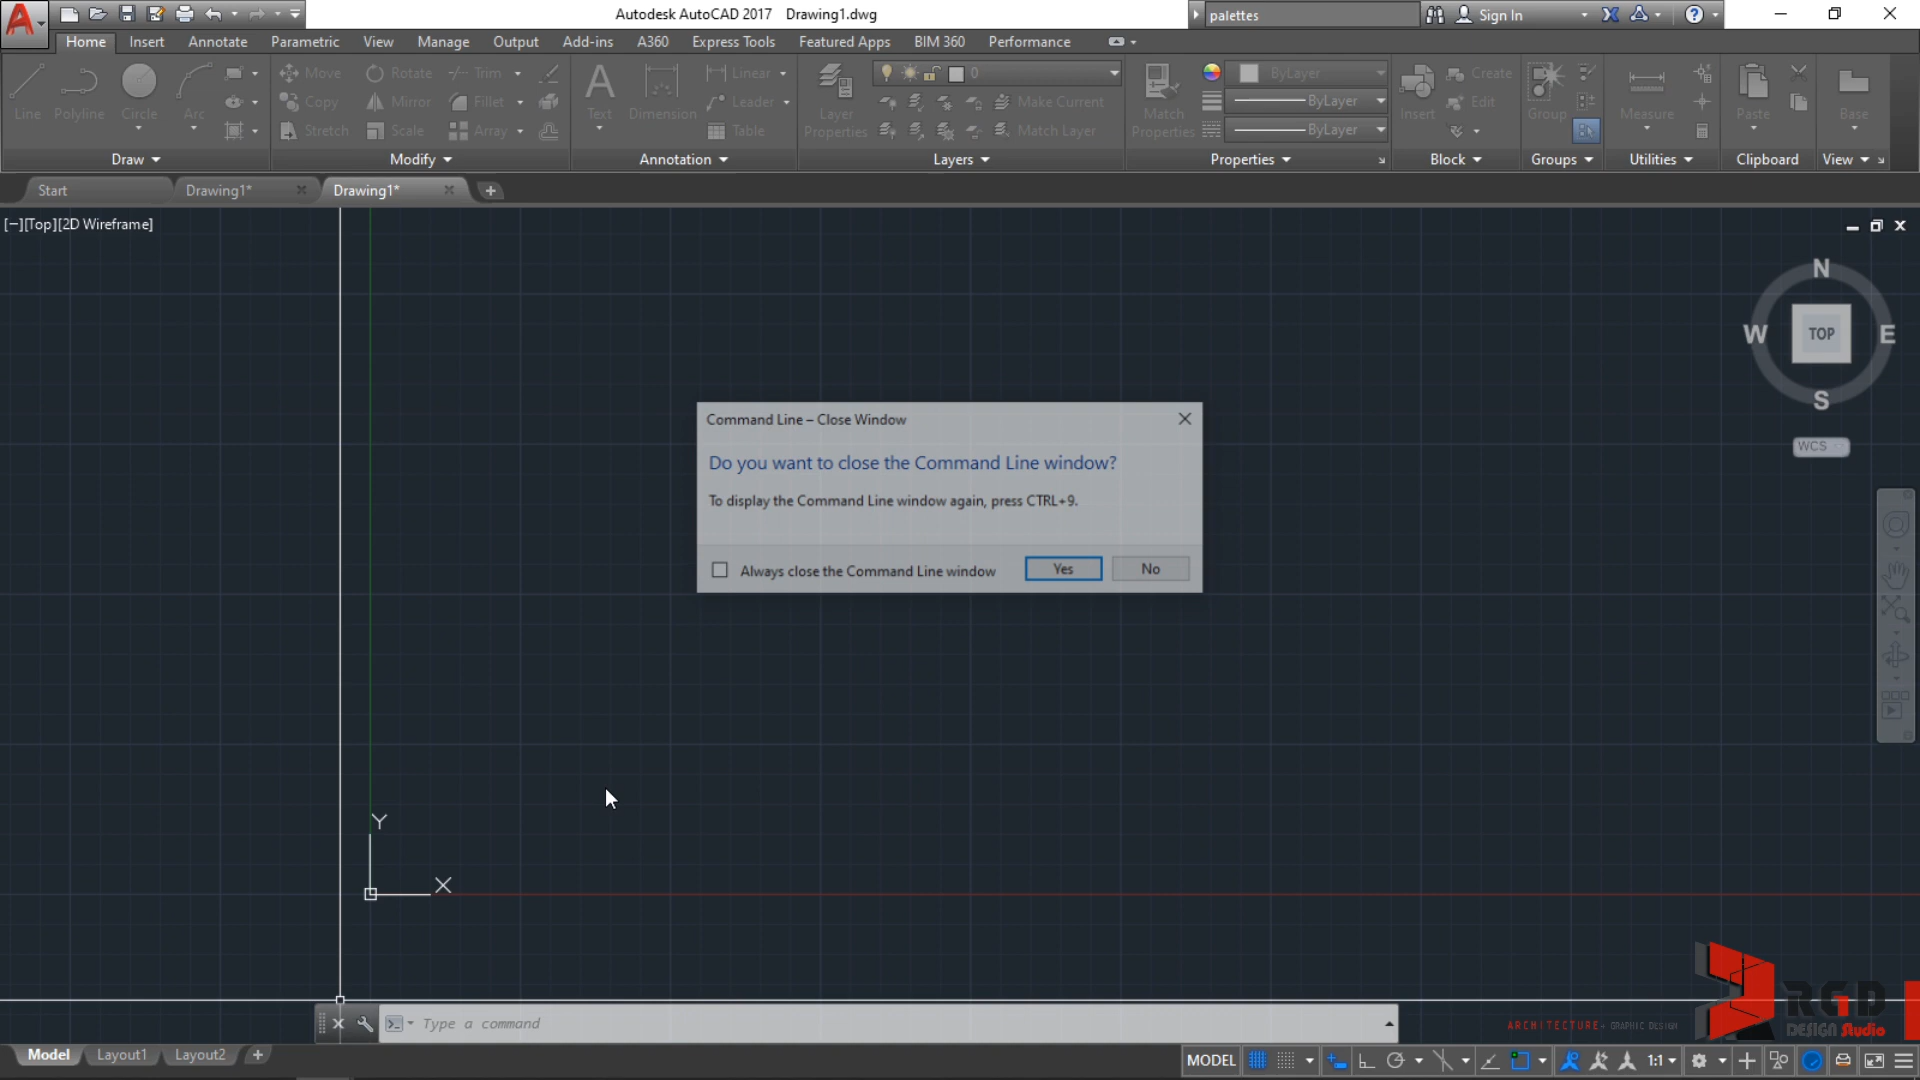 Autodesk AutoCAD 2017 Drawing1.dwg
palettes
Sign In
Home Insert Annotate Parametric View Manage Output Add-ins A360 Express Tools Featured Apps BIM 360 Performance
Line Polyline Circle Arc
Move Rotate Trim
Copy Mirror Fillet
Stretch Scale Array
Text Dimension
Linear
Leader
Table
Layer Properties
0
Make Current
Match Layer
Match Properties
ByLayer
ByLayer
ByLayer
Insert
Create
Edit
Group
Measure
Paste
Base
Draw Modify Annotation Layers Properties Block Groups Utilities Clipboard View
Start Drawing1* Drawing1*
[−][Top][2D Wireframe]
N
W TOP E
S
WCS
Command Line – Close Window
Do you want to close the Command Line window?
To display the Command Line window again, press CTRL+9.
Always close the Command Line window Yes No
Y
X
Type a command
ARCHITECTURE + GRAPHIC DESIGN
RGD
DESIGN Studio
Model Layout1 Layout2
MODEL 1:1